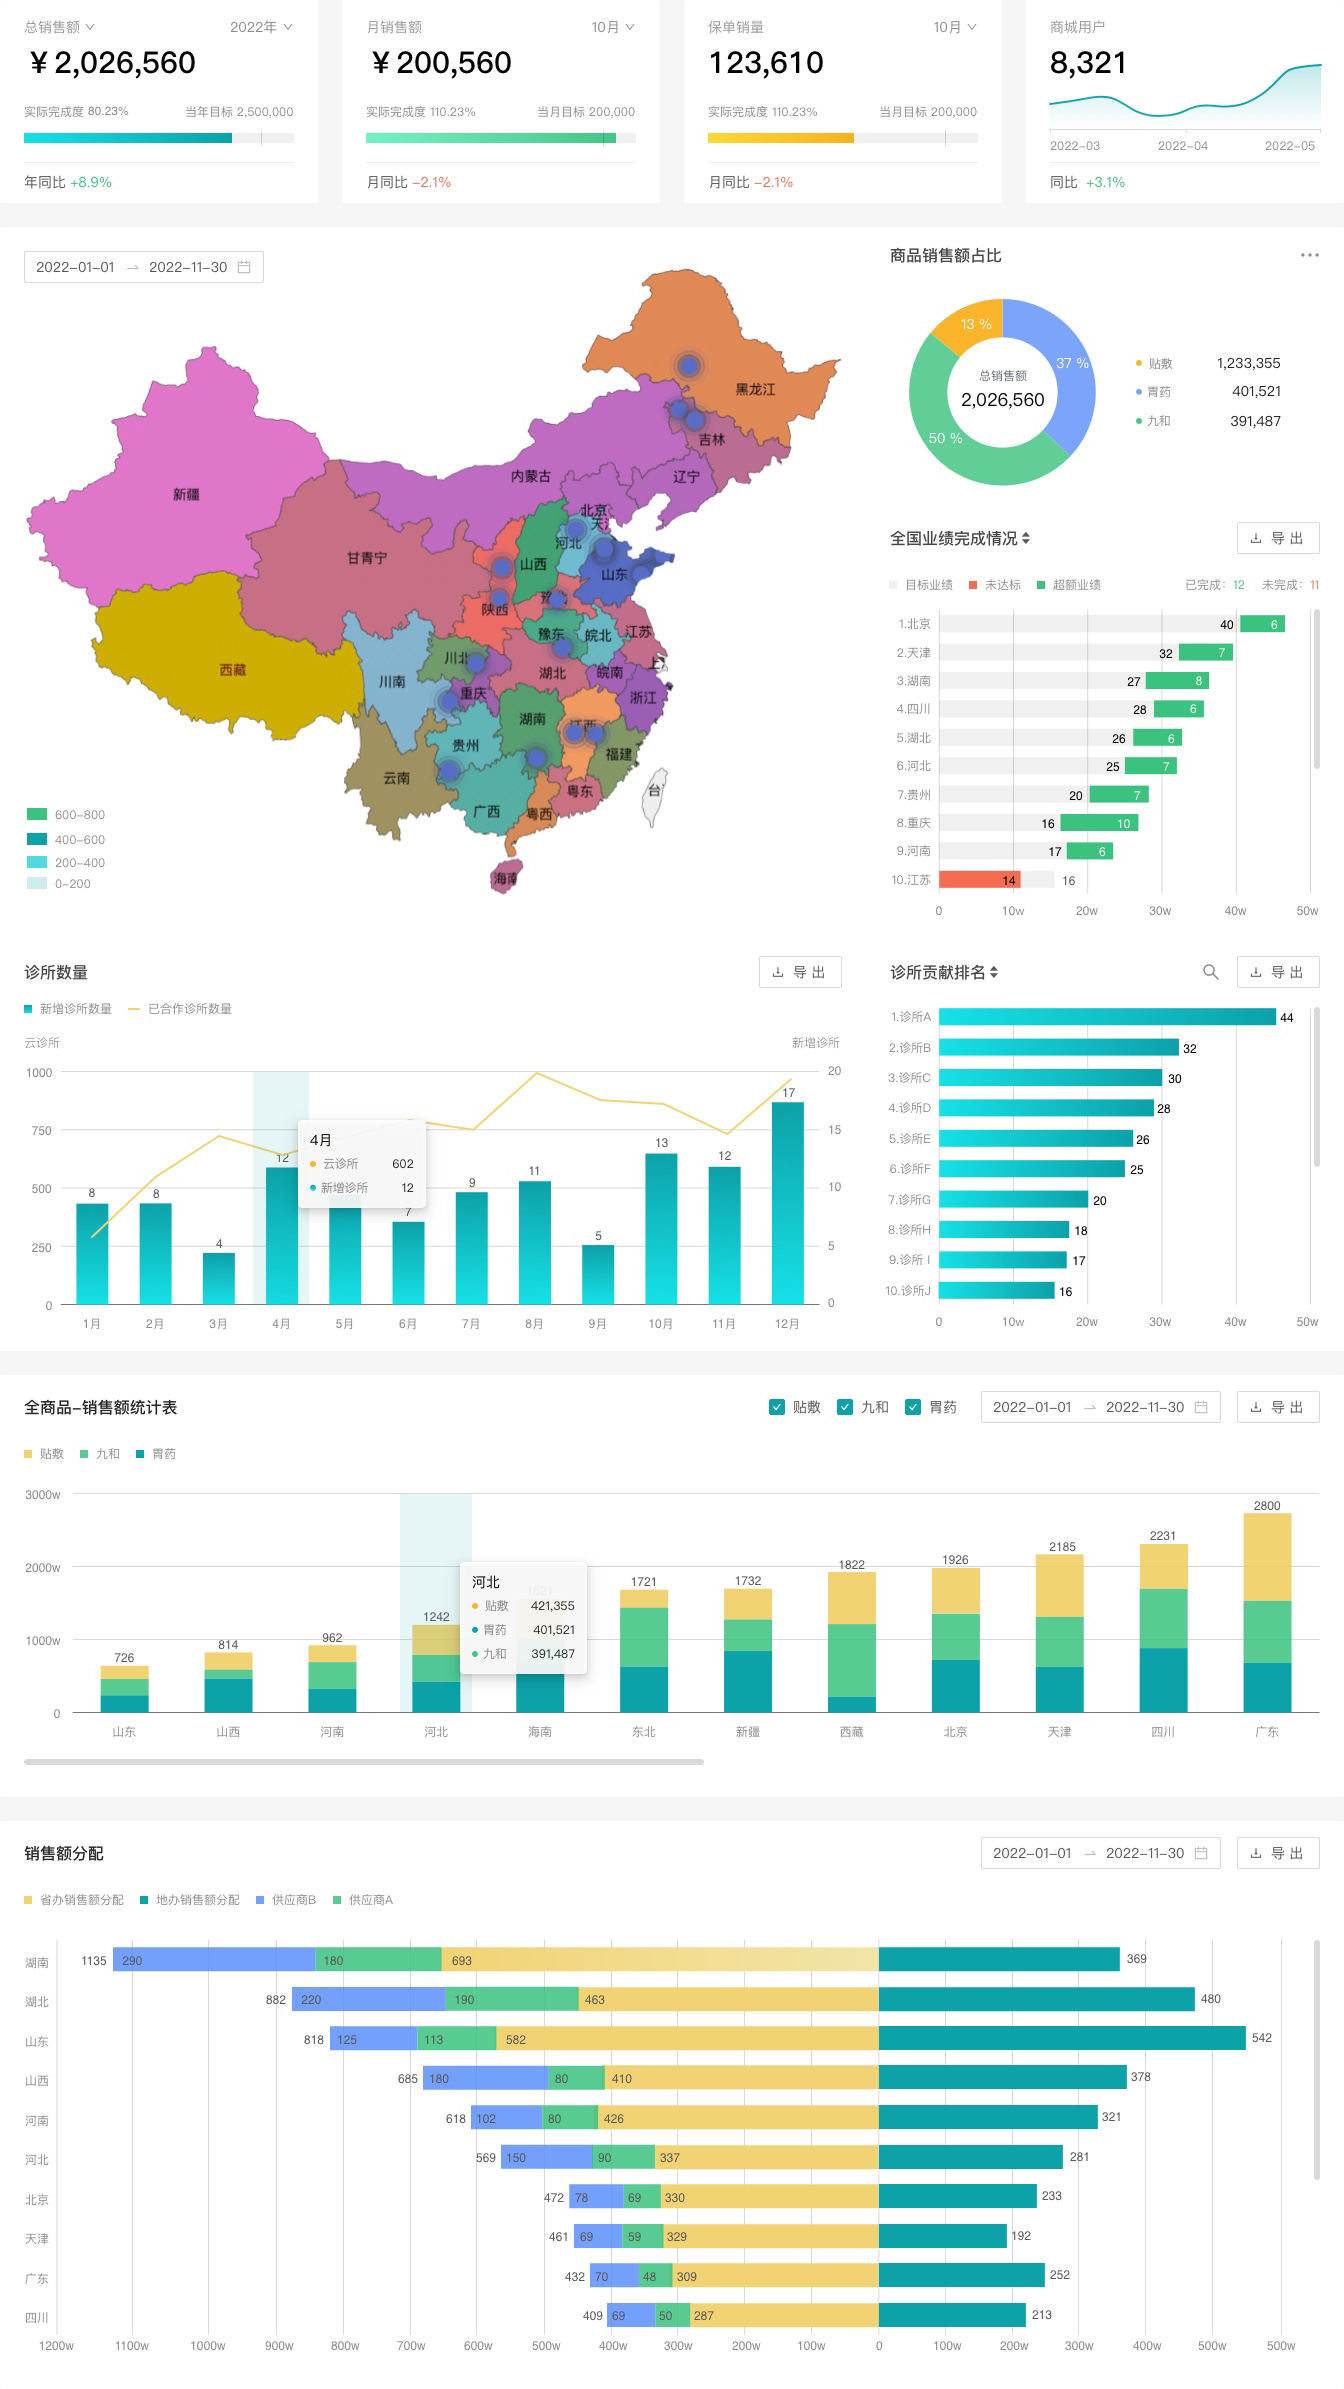 总销售额 2022年
￥2,026,560
实际完成度 80.23% 当年目标 2,500,000
年同比 +8.9%
月销售额 10月
￥200,560
实际完成度 110.23% 当月目标 200,000
月同比 -2.1%
保单销量 10月
123,610
实际完成度 110.23% 当月目标 200,000
月同比 -2.1%
商城用户
8,321
2022-03 2022-04 2022-05
同比 +3.1%
2022-01-01 → 2022-11-30
黑龙江
吉林
辽宁
内蒙古
新疆
北京
河北
甘青宁
山西
山东
陕西
豫东
皖北
江苏
西藏
川北
川南
湖北
皖南
重庆
浙江
湖南
江西
贵州
福建
云南
粤东
台
广西
粤西
海南
600-800
400-600
200-400
0-200
商品销售额占比
13 %
37 %
50 %
总销售额
2,026,560
贴敷 1,233,355
胃药 401,521
九和 391,487
全国业绩完成情况 导 出
目标业绩 未达标 超额业绩 已完成：12 未完成：11
1.北京 40 6
2.天津 32 7
3.湖南 27 8
4.四川 28 6
5.湖北 26 6
6.河北 25 7
7.贵州 20 7
8.重庆 16 10
9.河南 17 6
10.江苏 14 16
0 10w 20w 30w 40w 50w
诊所数量 导 出
新增诊所数量 已合作诊所数量
云诊所 新增诊所
1000 750 500 250 0
20 15 10 5 0
8 8 4 12 7 9 11 5 13 12 17
4月
云诊所 602
新增诊所 12
1月 2月 3月 4月 5月 6月 7月 8月 9月 10月 11月 12月
诊所贡献排名 导 出
1.诊所A 44
2.诊所B 32
3.诊所C 30
4.诊所D 28
5.诊所E 26
6.诊所F 25
7.诊所G 20
8.诊所H 18
9.诊所 I 17
10.诊所J 16
0 10w 20w 30w 40w 50w
全商品-销售额统计表 贴敷 九和 胃药 2022-01-01 → 2022-11-30 导 出
贴敷 九和 胃药
3000w 2000w 1000w 0
726 814 962 1242 1621 1721 1732 1822 1926 2185 2231 2800
河北
贴敷 421,355
胃药 401,521
九和 391,487
山东 山西 河南 河北 海南 东北 新疆 西藏 北京 天津 四川 广东
销售额分配 2022-01-01 → 2022-11-30 导 出
省办销售额分配 地办销售额分配 供应商B 供应商A
湖南 1135 290 180 693 369
湖北 882 220 190 463 480
山东 818 125 113 582 542
山西 685 180 80 410 378
河南 618 102 80 426 321
河北 569 150 90 337 281
北京 472 78 69 330 233
天津 461 69 59 329 192
广东 432 70 48 309 252
四川 409 69 50 287 213
1200w 1100w 1000w 900w 800w 700w 600w 500w 400w 300w 200w 100w 0 100w 200w 300w 400w 500w 500w